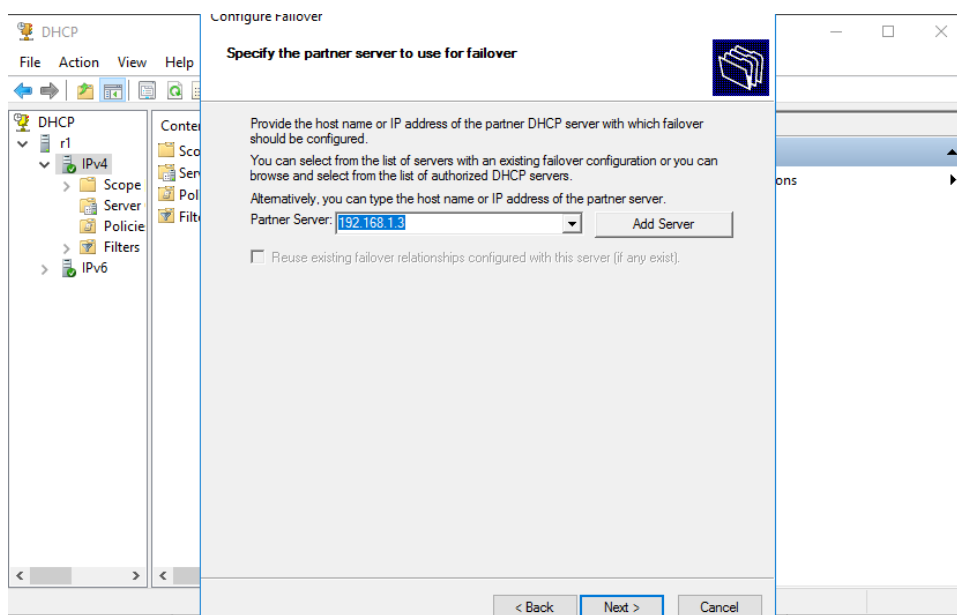 Configure Failover
DHCP
File Action View Help
Specify the partner server to use for failover
DHCP
r1
IPv4
Scope
Server
Policie
Filters
IPv6
Conte
Sco
Ser
Pol
Filt
Provide the host name or IP address of the partner DHCP server with which failover
should be configured.
You can select from the list of servers with an existing failover configuration or you can
browse and select from the list of authorized DHCP servers.
Alternatively, you can type the host name or IP address of the partner server.
Partner Server: 192.168.1.3 Add Server
Reuse existing failover relationships configured with this server (if any exist).
ons
< Back Next > Cancel